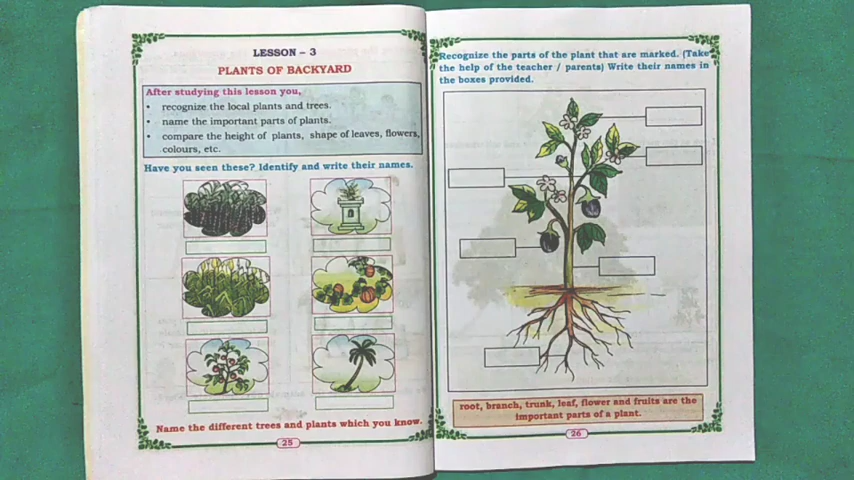 LESSON – 3
PLANTS OF BACKYARD
After studying this lesson you,
• recognize the local plants and trees.
• name the important parts of plants.
• compare the height of plants, shape of leaves, flowers,
colours, etc.
Have you seen these? Identify and write their names.
Name the different trees and plants which you know.
25
Recognize the parts of the plant that are marked. (Take
the help of the teacher / parents) Write their names in
the boxes provided.
root, branch, trunk, leaf, flower and fruits are the
important parts of a plant.
26